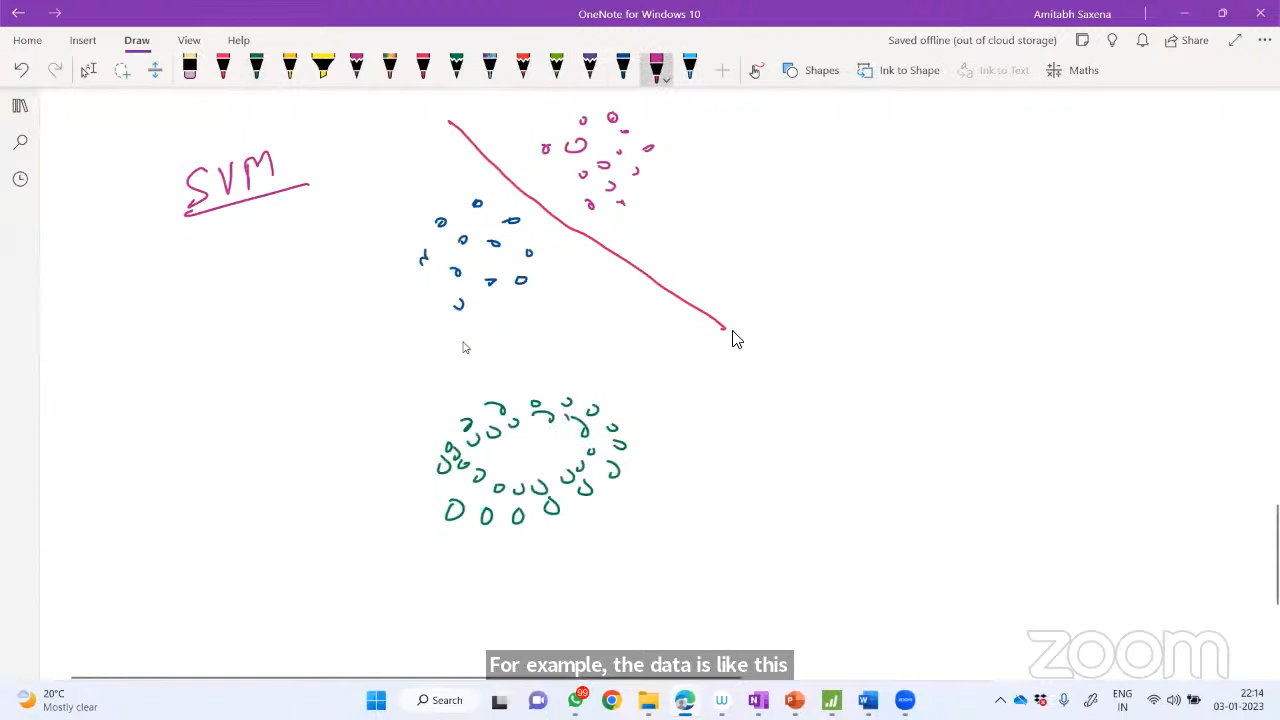 OneNote for Windows 10
Amitabh Saxena
Home Insert Draw View Help
Saved offline (out of cloud storage)
Share
Shapes
Ink to Shape
Ink to Text
Maths
SVM
zoom
For example, the data is like this
20°C
Mostly clear
Search
99
ENG
IN
22:14
03-01-2023